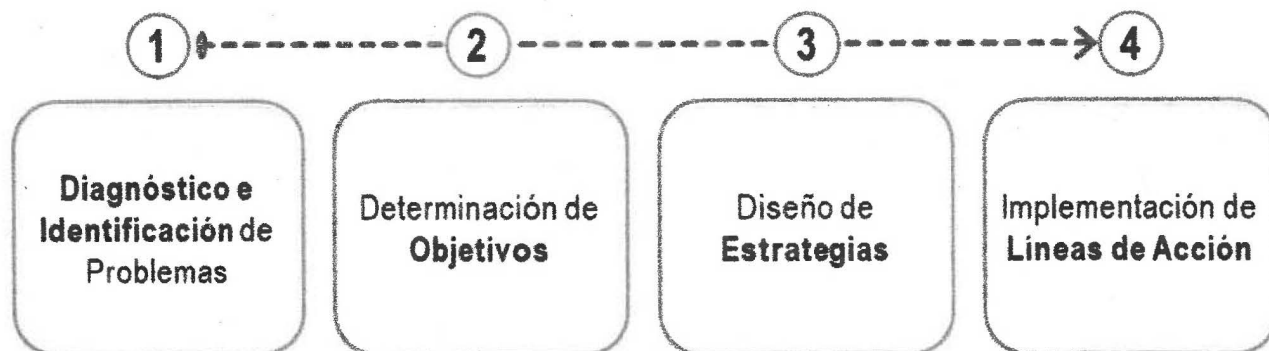 1
2
3
4
Diagnóstico e
Identificación de
Problemas
Determinación de
Objetivos
Diseño de
Estrategias
Implementación de
Líneas de Acción